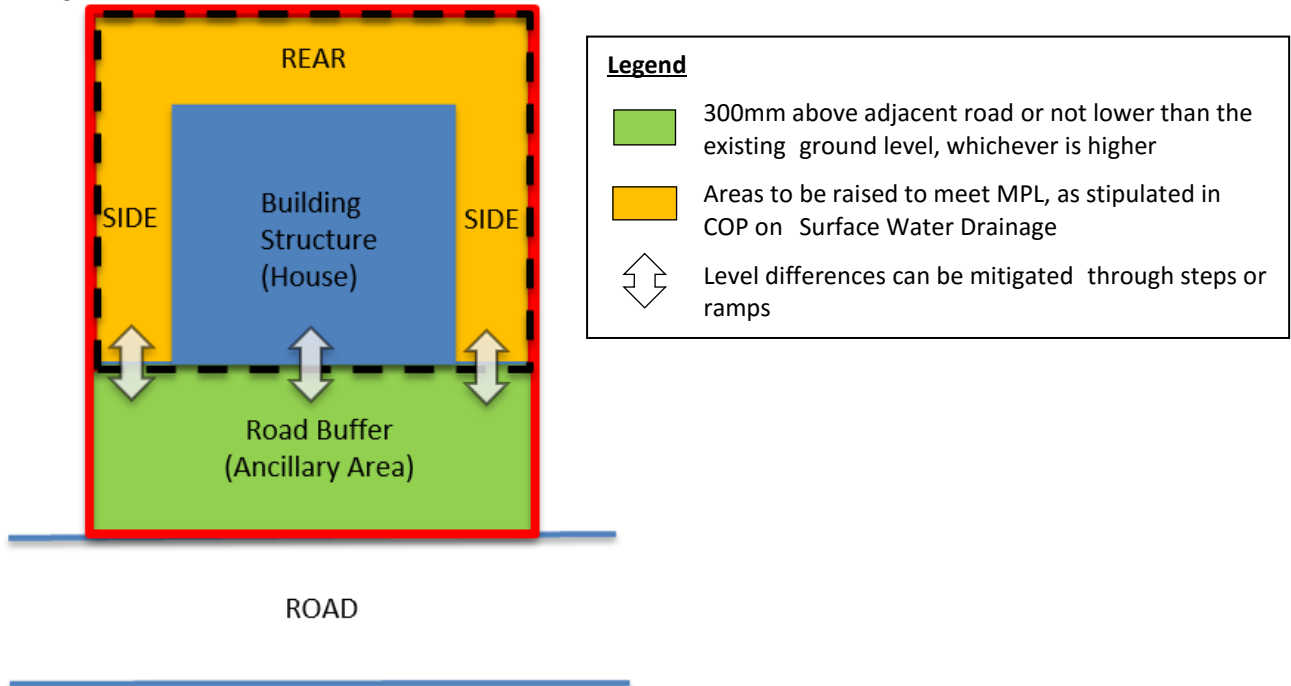 REAR
SIDE
Building
Structure
(House)
SIDE
Road Buffer
(Ancillary Area)
ROAD
Legend
300mm above adjacent road or not lower than the
existing ground level, whichever is higher
Areas to be raised to meet MPL, as stipulated in
COP on Surface Water Drainage
Level differences can be mitigated through steps or
ramps